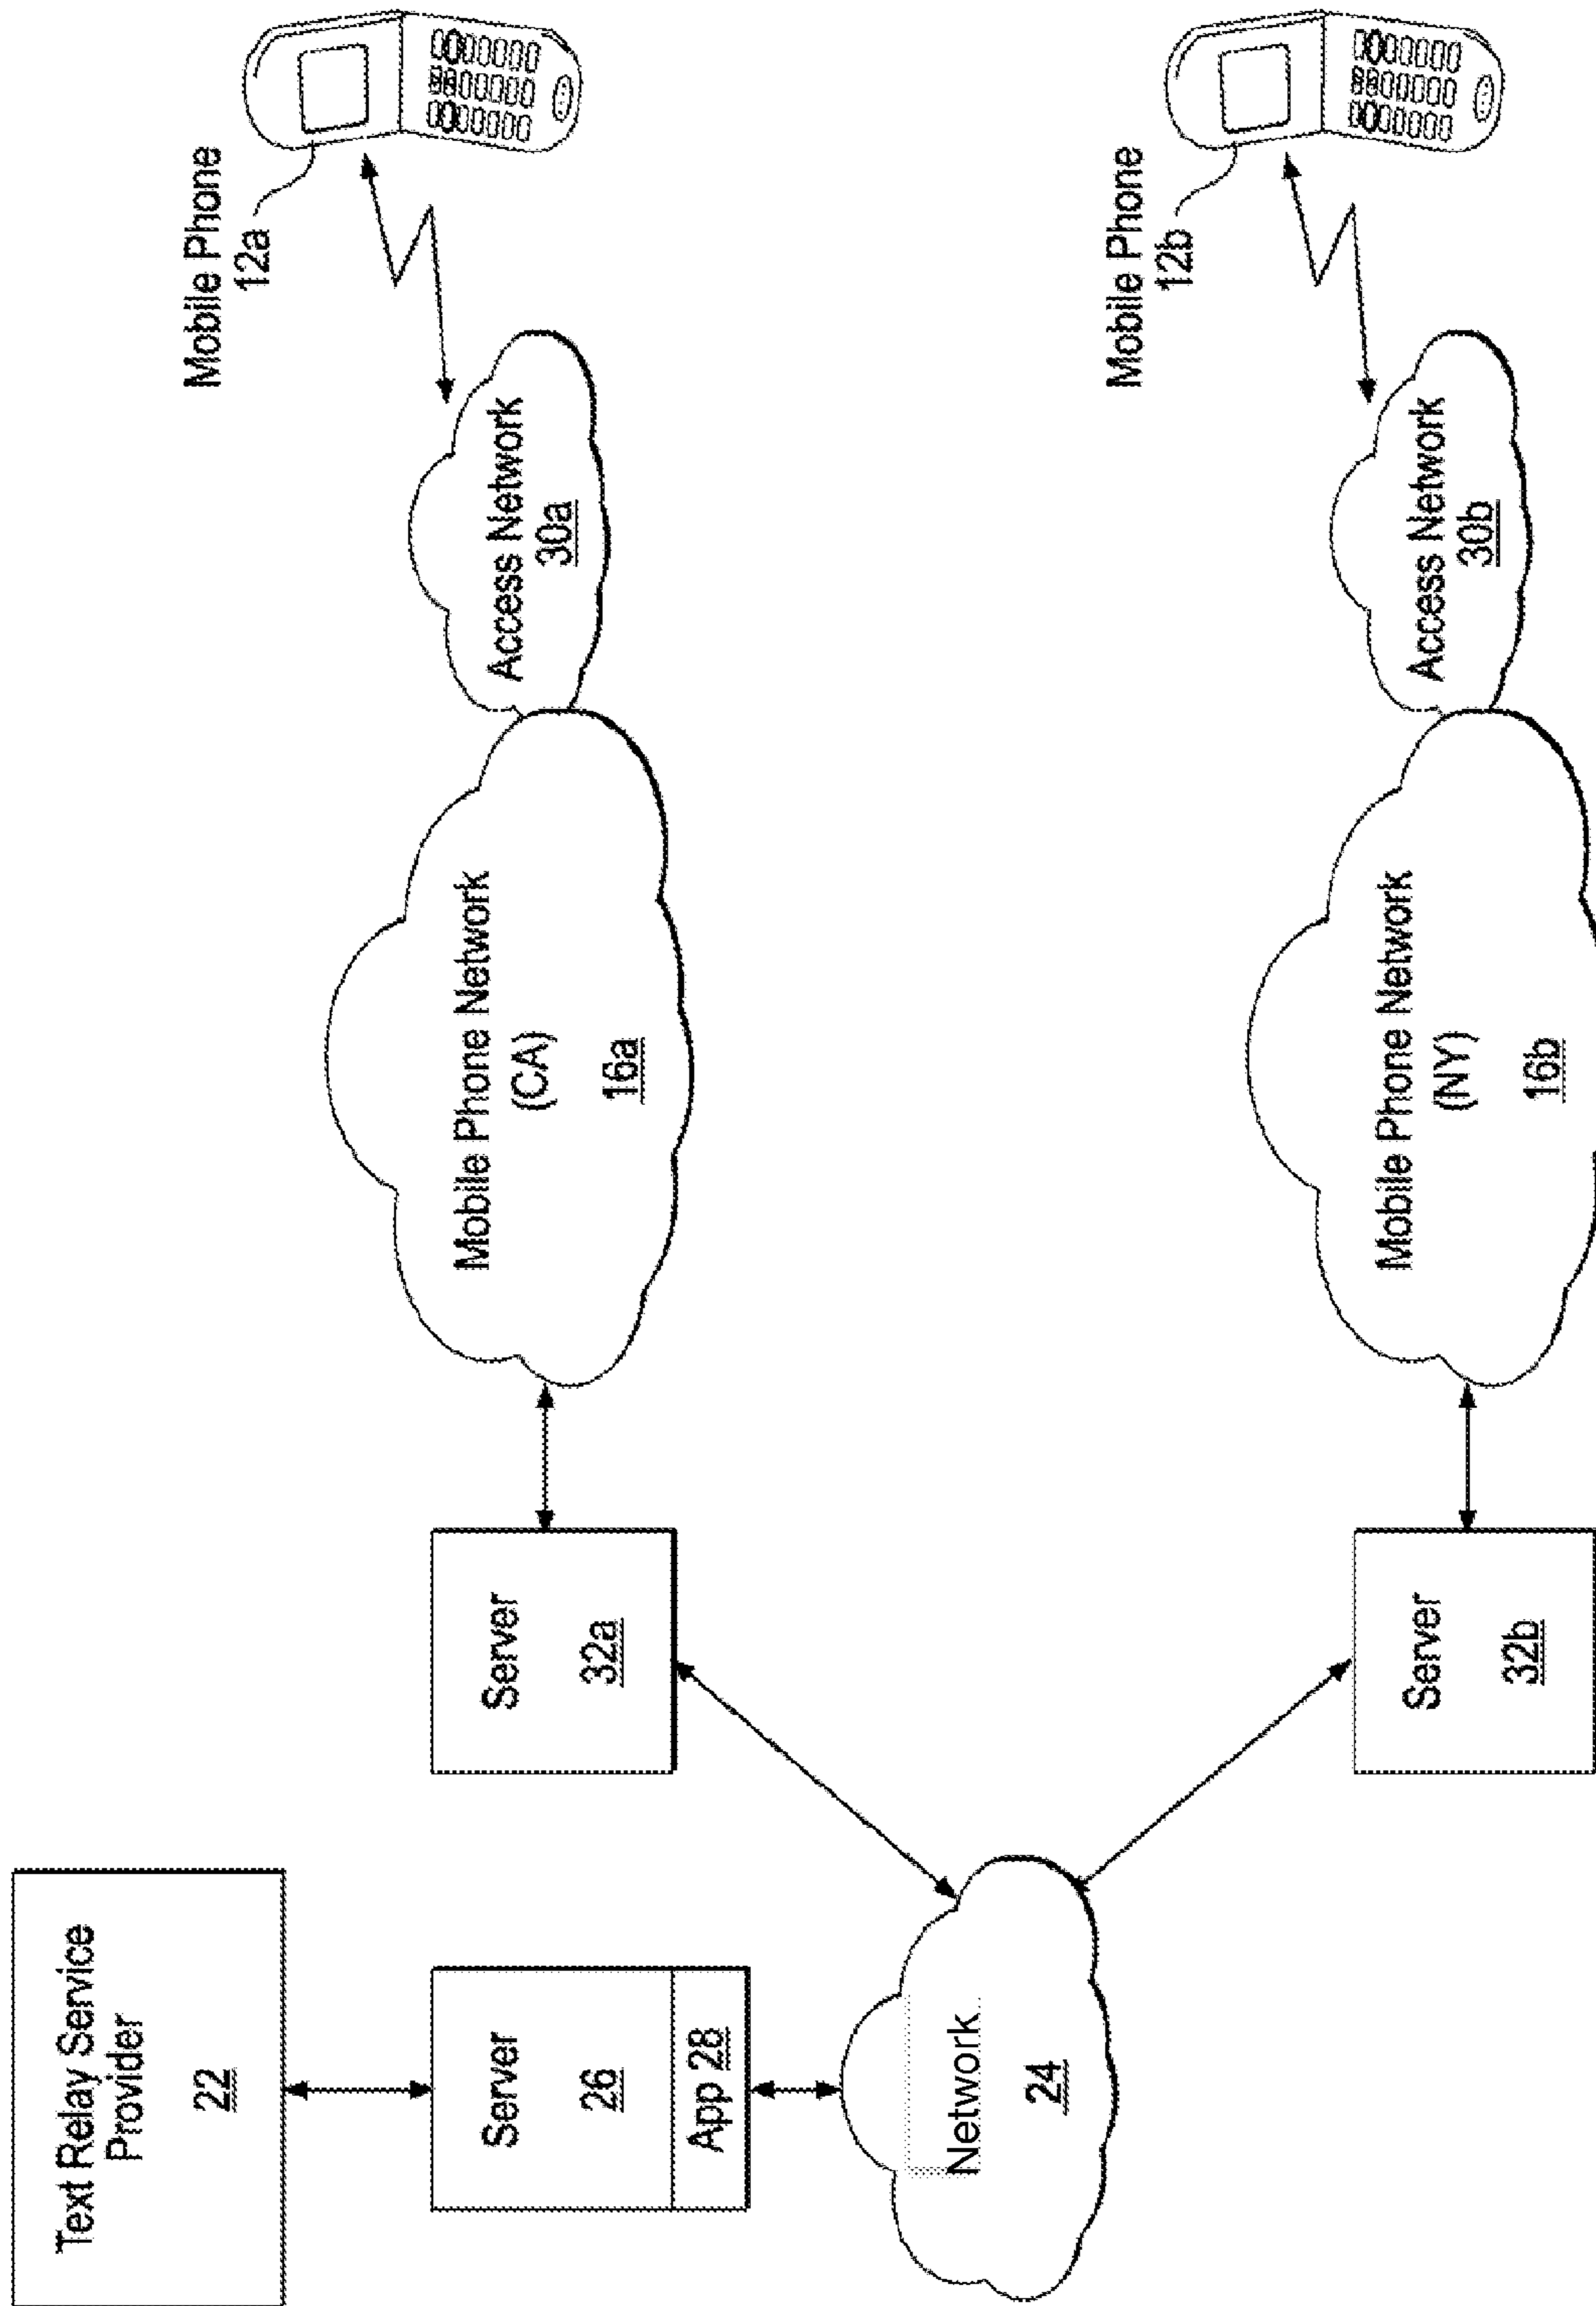 Text Relay Service
Provider
22
Server
26
App 28
Network
24
Server
32a
Mobile Phone Network
(CA)
16a
Access Network
30a
Mobile Phone
12a
Server
32b
Mobile Phone Network
(NY)
16b
Access Network
30b
Mobile Phone
12b